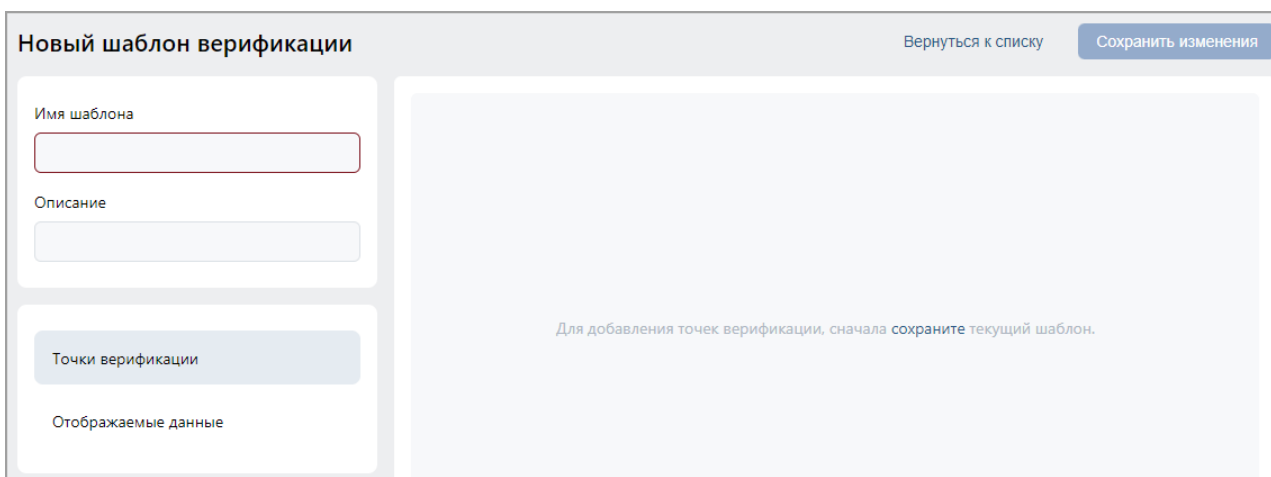 Новый шаблон верификации
Вернуться к списку
Сохранить изменения
Имя шаблона
Описание
Точки верификации
Отображаемые данные
Для добавления точек верификации, сначала сохраните текущий шаблон.